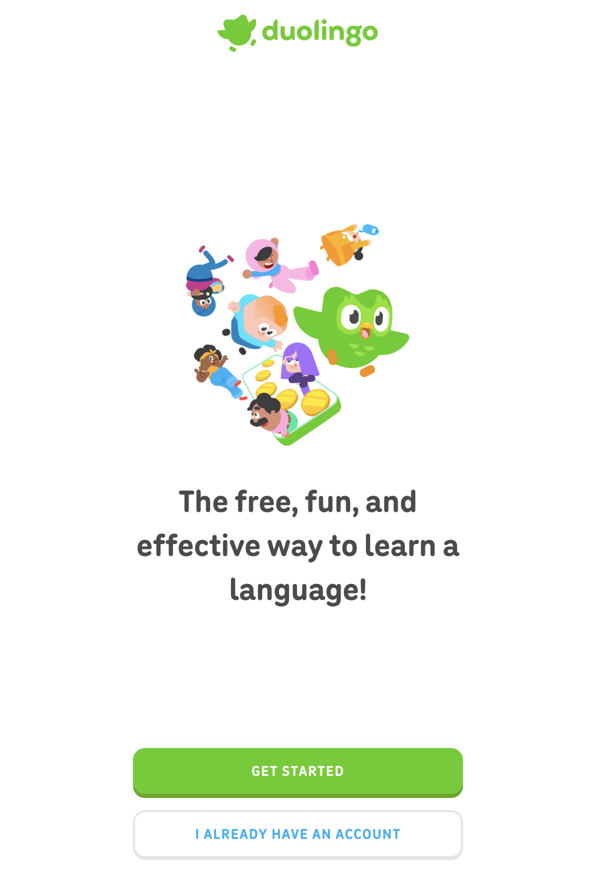 duolingo
The free, fun, and
effective way to learn a
language!
GET STARTED
I ALREADY HAVE AN ACCOUNT